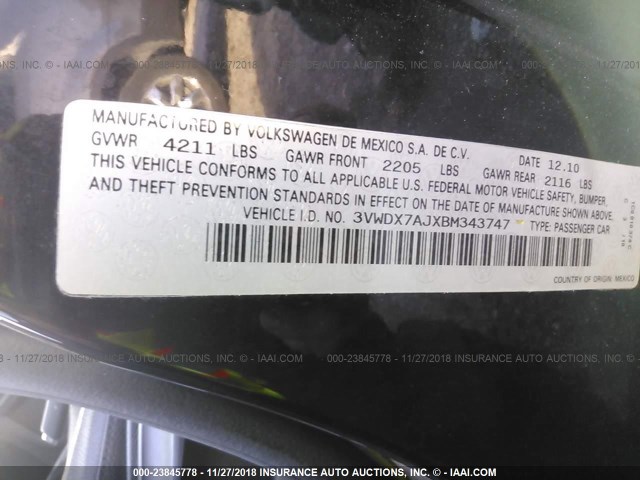 MANUFACTURED BY VOLKSWAGEN DE MEXICO S.A. DE C.V. DATE 12.10
GVWR 4211 LBS GAWR FRONT 2205 LBS GAWR REAR 2116 LBS
THIS VEHICLE CONFORMS TO ALL APPLICABLE U.S. FEDERAL MOTOR VEHICLE SAFETY, BUMPER,
AND THEFT PREVENTION STANDARDS IN EFFECT ON THE DATE OF MANUFACTURE SHOWN ABOVE.
VEHICLE I.D. NO. 3VWDX7AJXBM343747 TYPE: PASSENGER CAR
COUNTRY OF ORIGIN: MEXICO
000-23845778 - 11/27/2018 INSURANCE AUTO AUCTIONS, INC. © - IAAI.COM